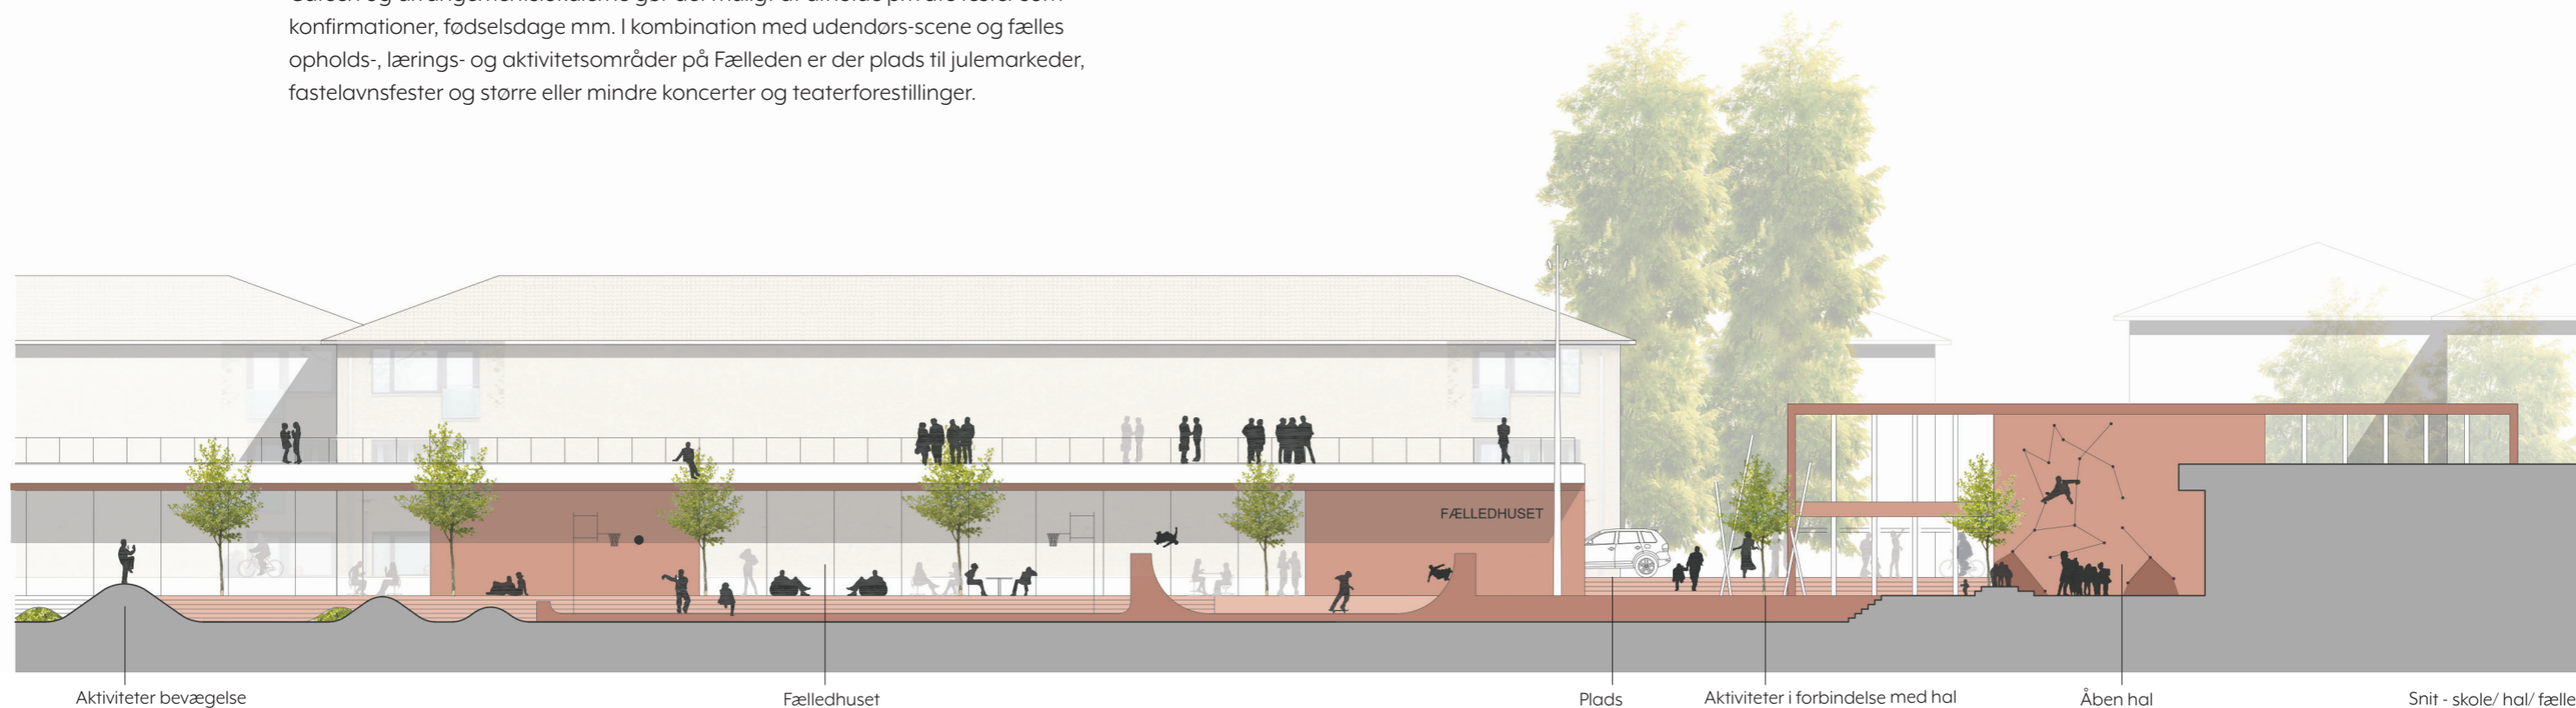 konfirmationer, fødselsdage mm. I kombination med udendørs-scene og fælles
opholds-, lærings- og aktivitetsområder på Fælleden er der plads til julemarkeder,
fastelavnsfester og større eller mindre koncerter og teaterforestillinger.
FÆLLEDHUSET
Aktiviteter bevægelse
Fælledhuset
Plads
Aktiviteter i forbindelse med hal
Åben hal
Snit - skole/ hal/ fælle